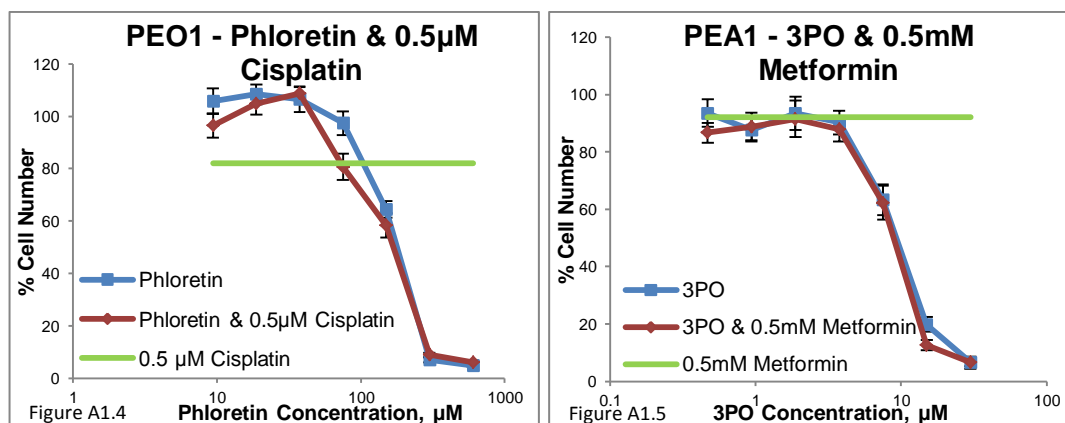 PEO1 - Phloretin & 0.5µM
Cisplatin
120
100
80
60
40
20
0
% Cell Number
Phloretin
Phloretin & 0.5µM Cisplatin
0.5 µM Cisplatin
1
10
100
1000
Figure A1.4
Phloretin Concentration, µM
PEA1 - 3PO & 0.5mM
Metformin
120
100
80
60
40
20
0
% Cell Number
3PO
3PO & 0.5mM Metformin
0.5mM Metformin
0.1
1
10
100
Figure A1.5
3PO Concentration, µM